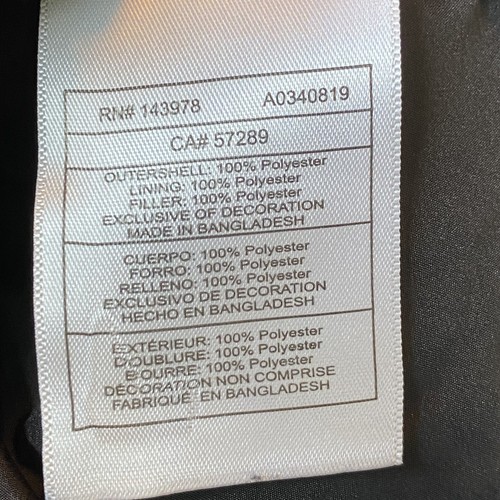 RN# 143978 A0340819
CA# 57289
OUTERSHELL: 100% Polyester
LINING: 100% Polyester
FILLER: 100% Polyester
EXCLUSIVE OF DECORATION
MADE IN BANGLADESH
CUERPO: 100% Polyester
FORRO: 100% Polyester
RELLENO: 100% Polyester
EXCLUSIVO DE DECORATION
HECHO EN BANGLADESH
EXTÉRIEUR: 100% Polyester
DOUBLURE: 100% Polyester
BOURRE: 100% Polyester
DÉCORATION NON COMPRISE
FABRIQUÉ EN BANGLADESH